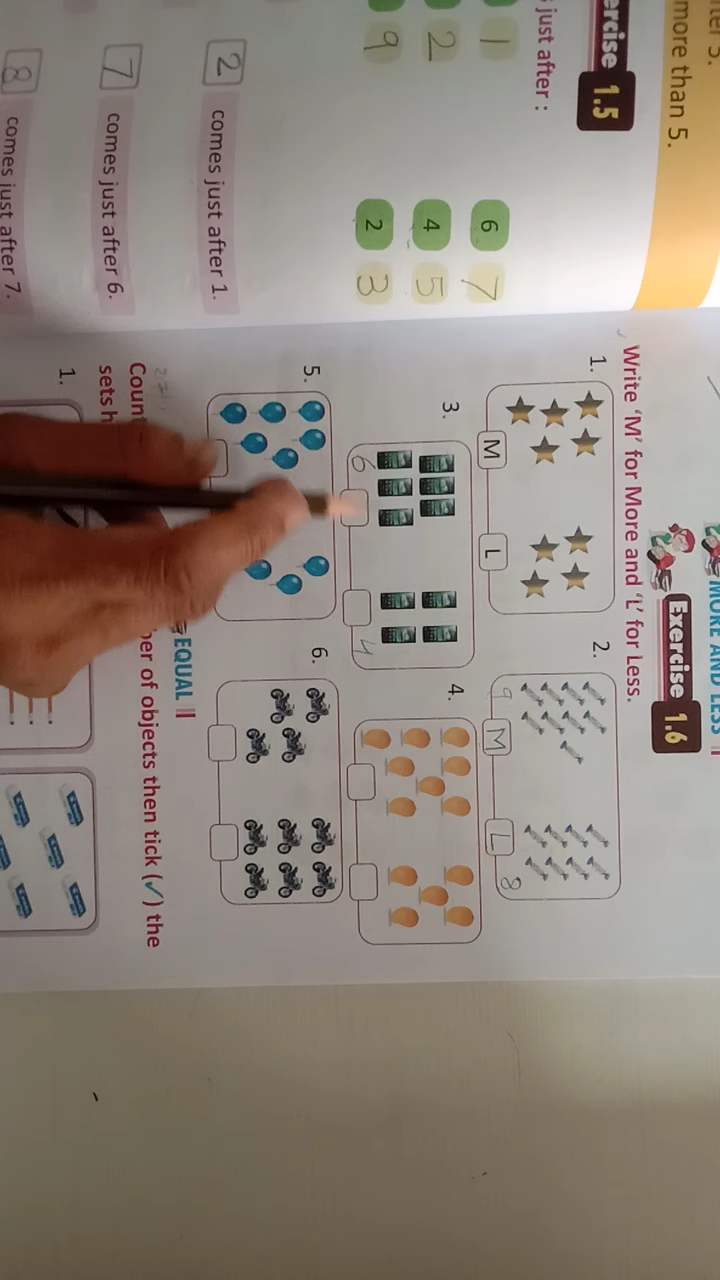 more than 5.
ercise 1.5
just after :
1
6 7
2
4 5
9
2 3
2 comes just after 1.
7 comes just after 6.
8 comes just after 7.
MORE AND LESS
Exercise 1.6
Write ‘M’ for More and ‘L’ for Less.
1.
M L
2.
9 M L 8
3.
6 4
4.
5.
6.
EQUAL
Coun
ber of objects then tick (✓) the
sets h
1.